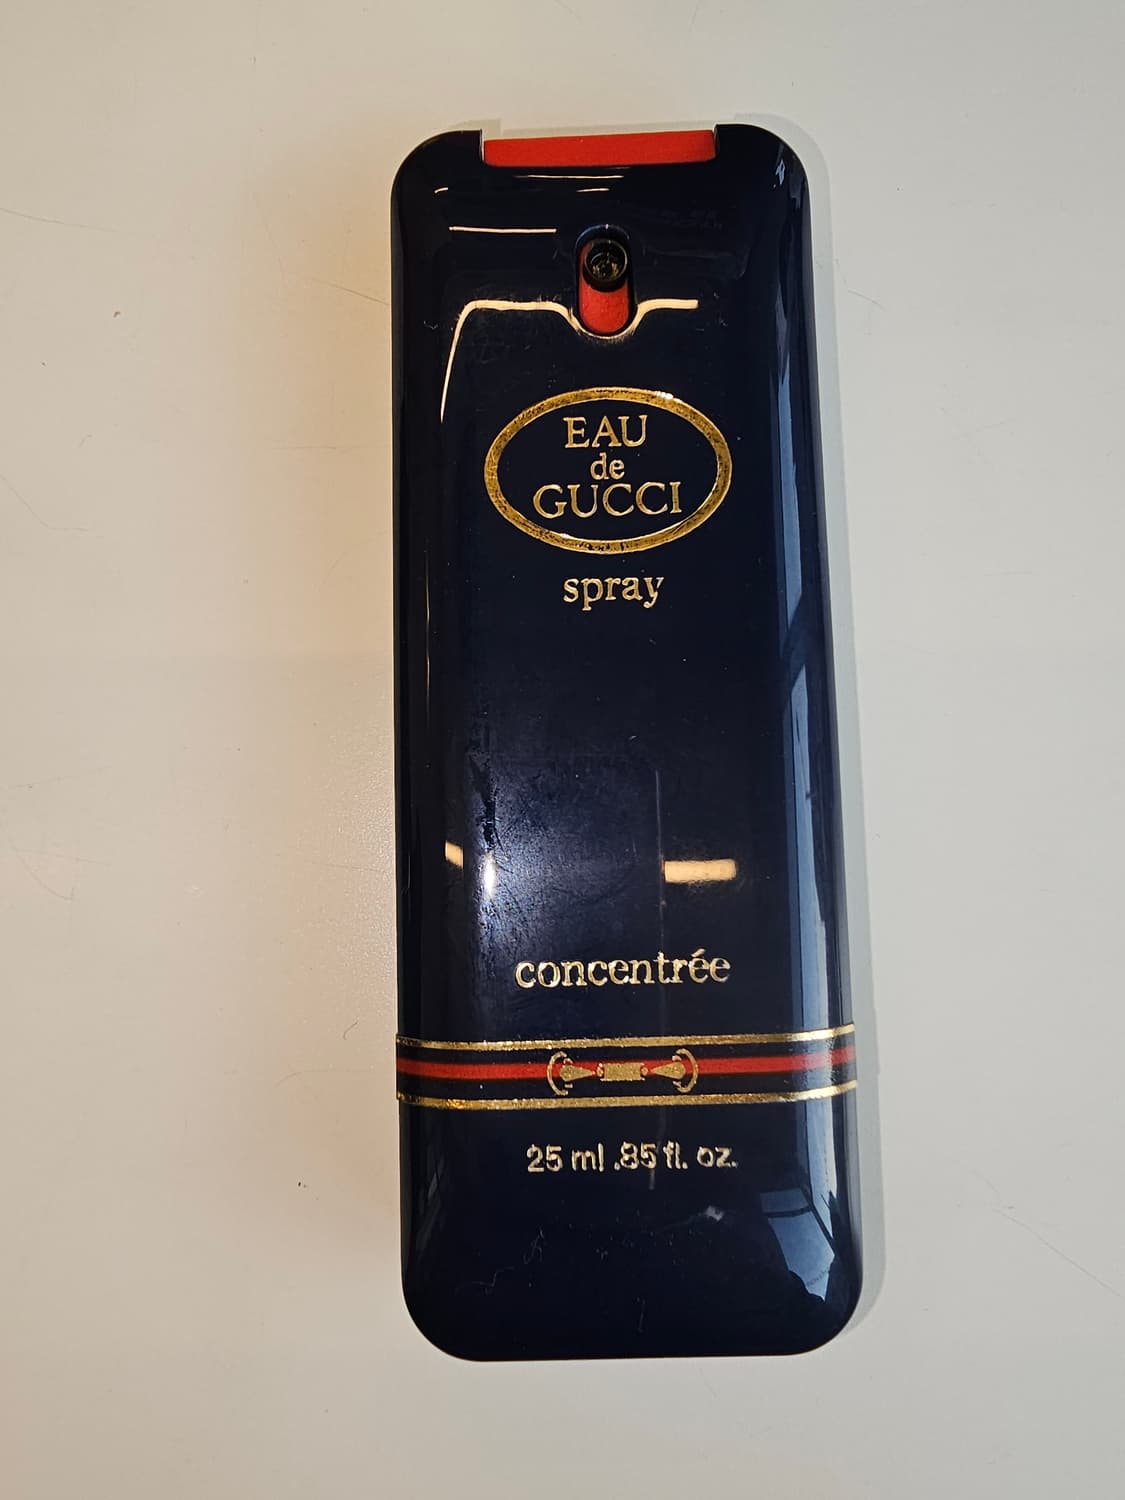 EAU
de
GUCCI
spray
concentrée
25 ml .85 fl. oz.